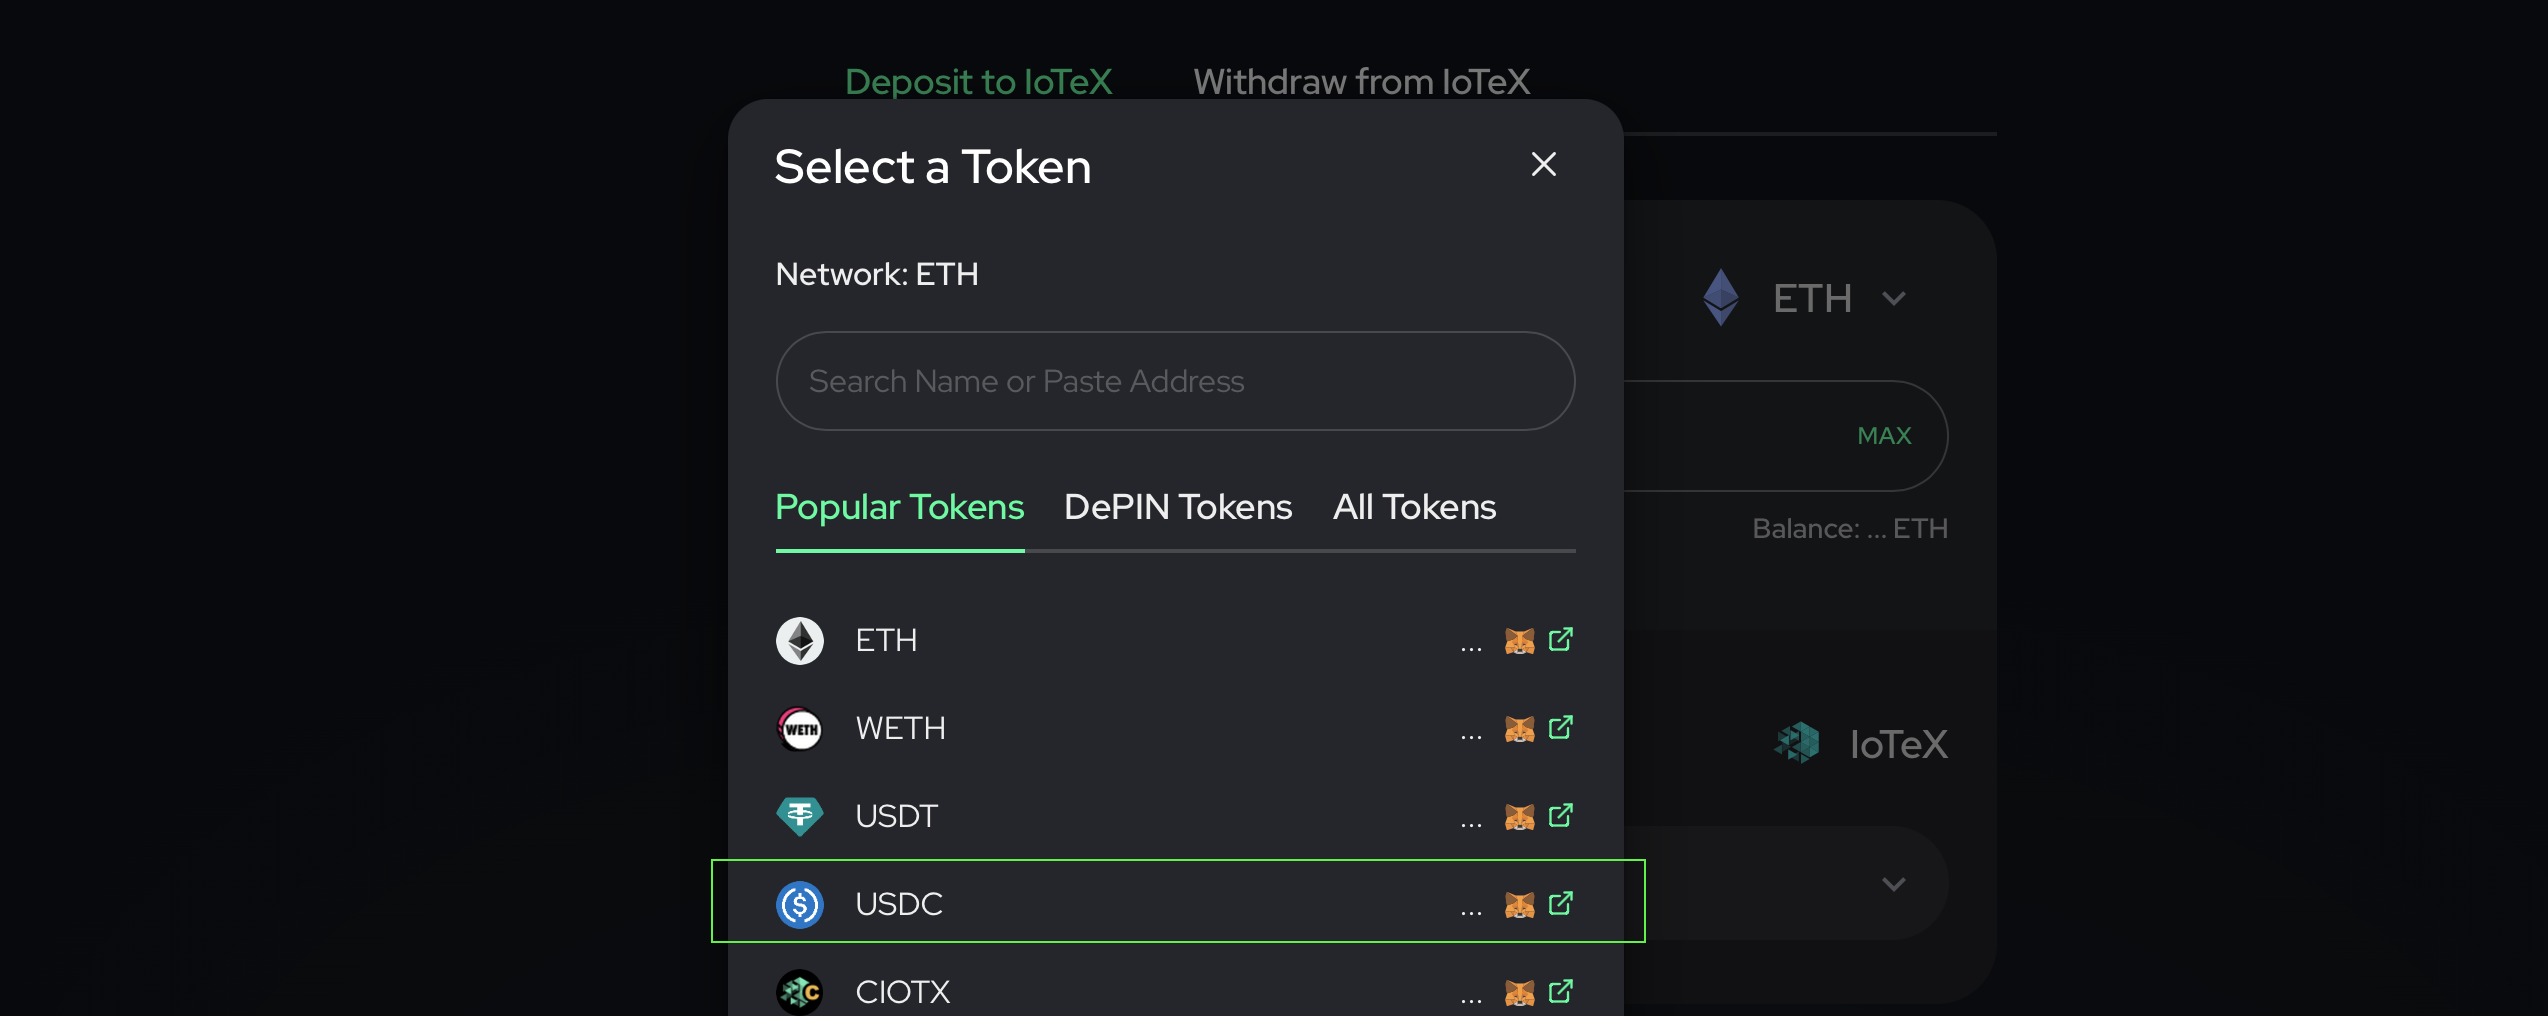 Deposit to IoTeX Withdraw from IoTeX
Select a Token
Network: ETH
ETH
Search Name or Paste Address
MAX
Popular Tokens DePIN Tokens All Tokens
Balance: ... ETH
ETH ...
WETH WETH ...
IoTeX
USDT ...
USDC ...
C CIOTX ...